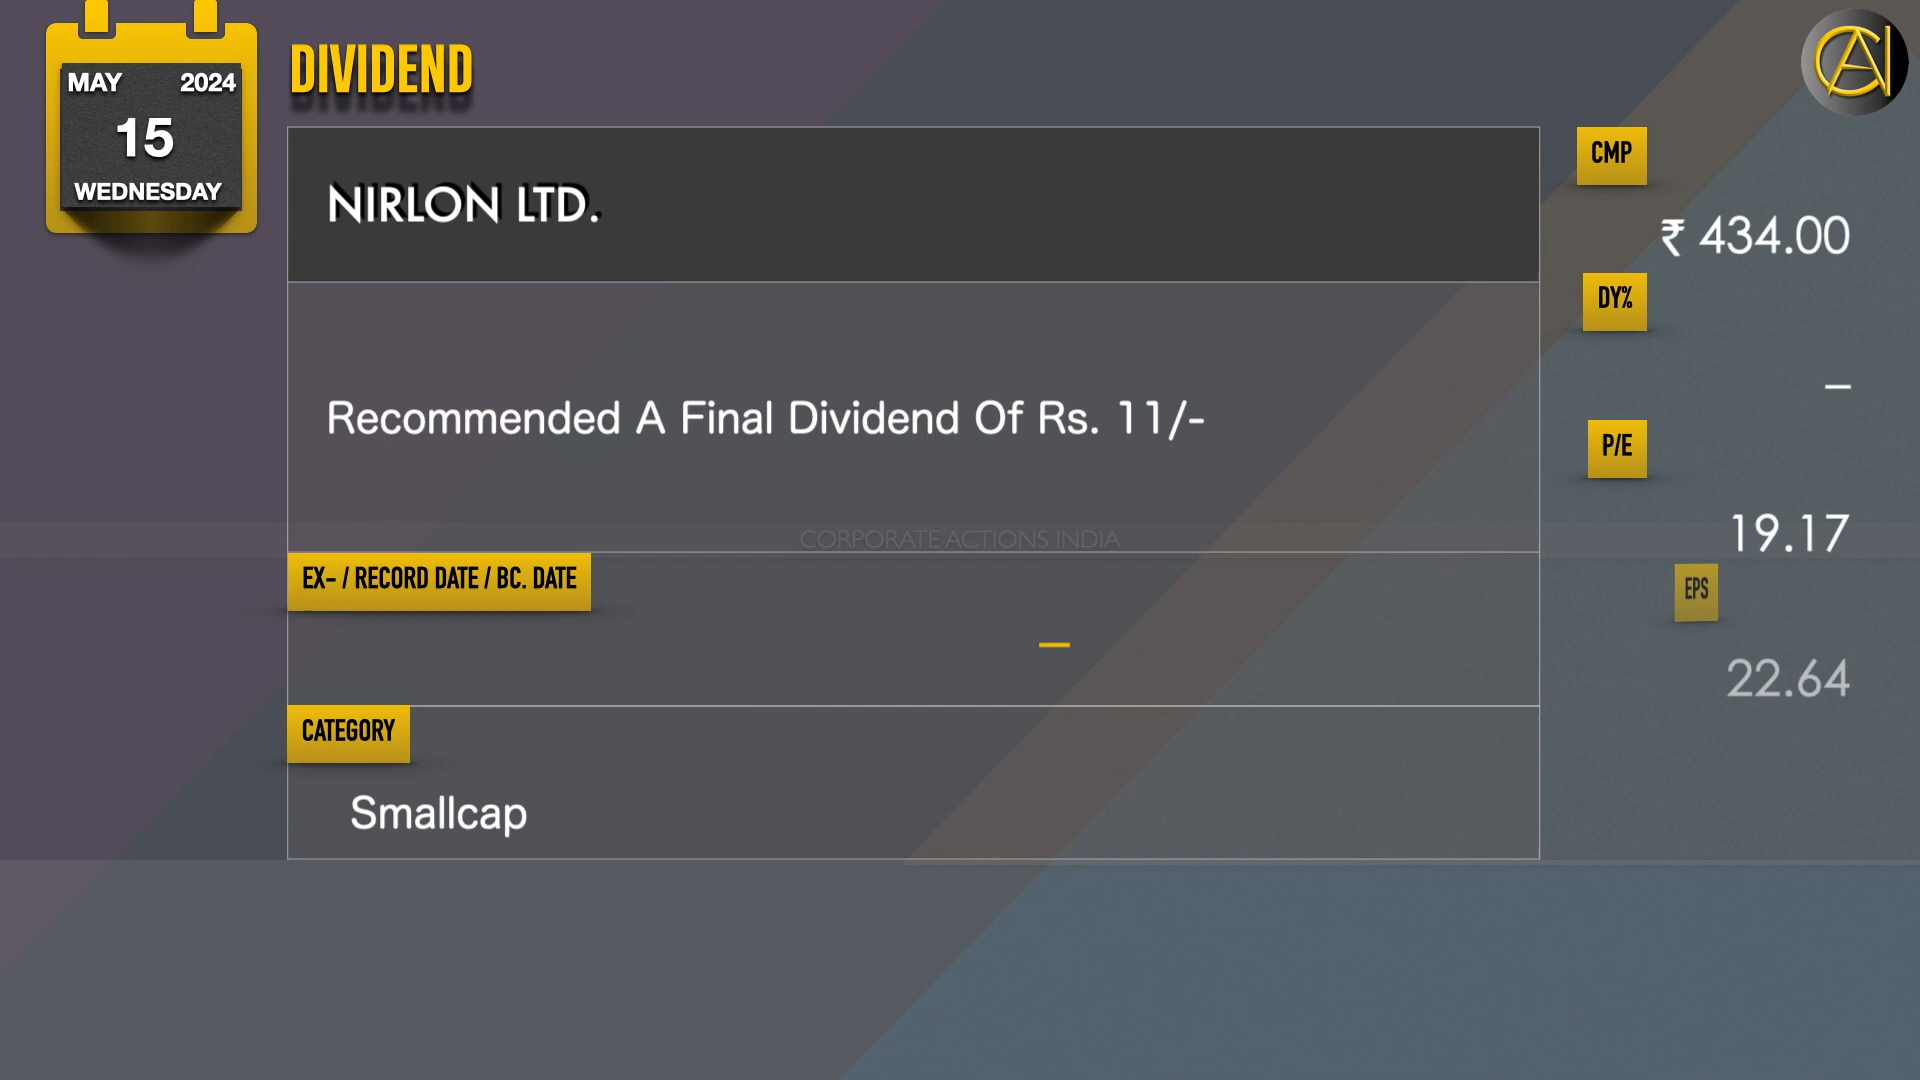 MAY 2024
15
WEDNESDAY
DIVIDEND
CAI
NIRLON LTD.
Recommended A Final Dividend Of Rs. 11/-
CORPORATE ACTIONS INDIA
EX- / RECORD DATE / BC. DATE
–
CATEGORY
Smallcap
CMP
₹ 434.00
DY%
–
P/E
19.17
EPS
22.64